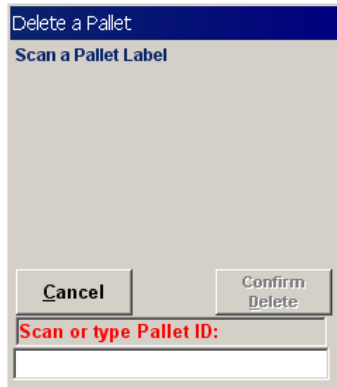 Delete a Pallet
Scan a Pallet Label
Cancel
Confirm
Delete
Scan or type Pallet ID: